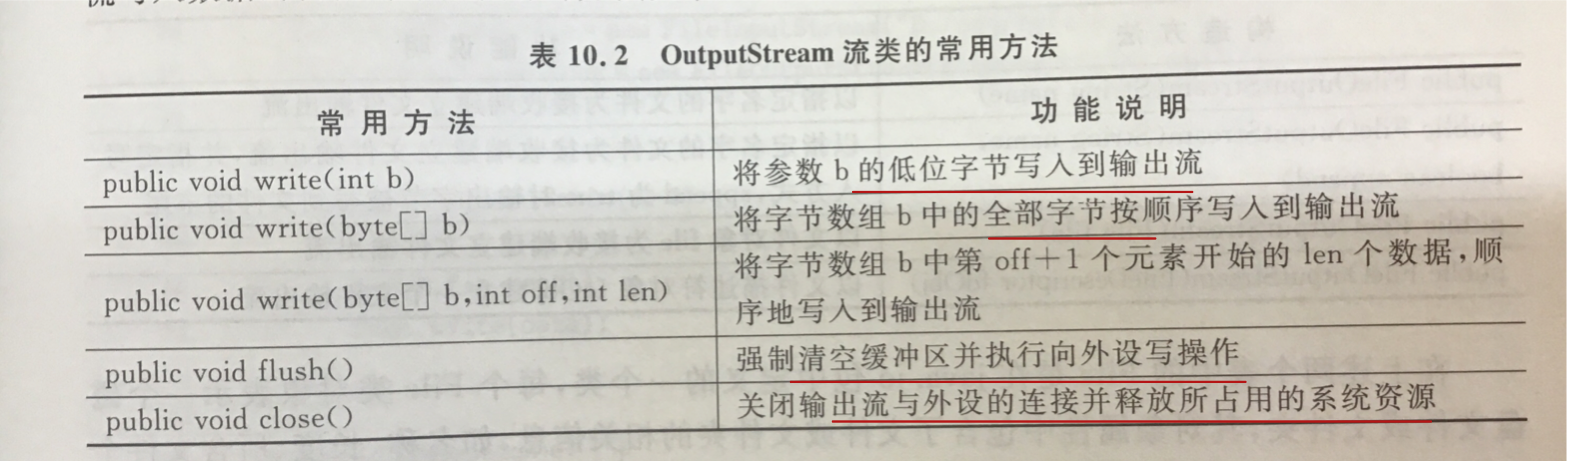 表 10.2 OutputStream 流类的常用方法
常用方法 功能说明
public void write(int b) 将参数 b 的低位字节写入到输出流
public void write(byte[] b) 将字节数组 b 中的全部字节按顺序写入到输出流
public void write(byte[] b,int off,int len) 将字节数组 b 中第 off+1 个元素开始的 len 个数据,顺
序地写入到输出流
public void flush() 强制清空缓冲区并执行向外设写操作
public void close() 关闭输出流与外设的连接并释放所占用的系统资源